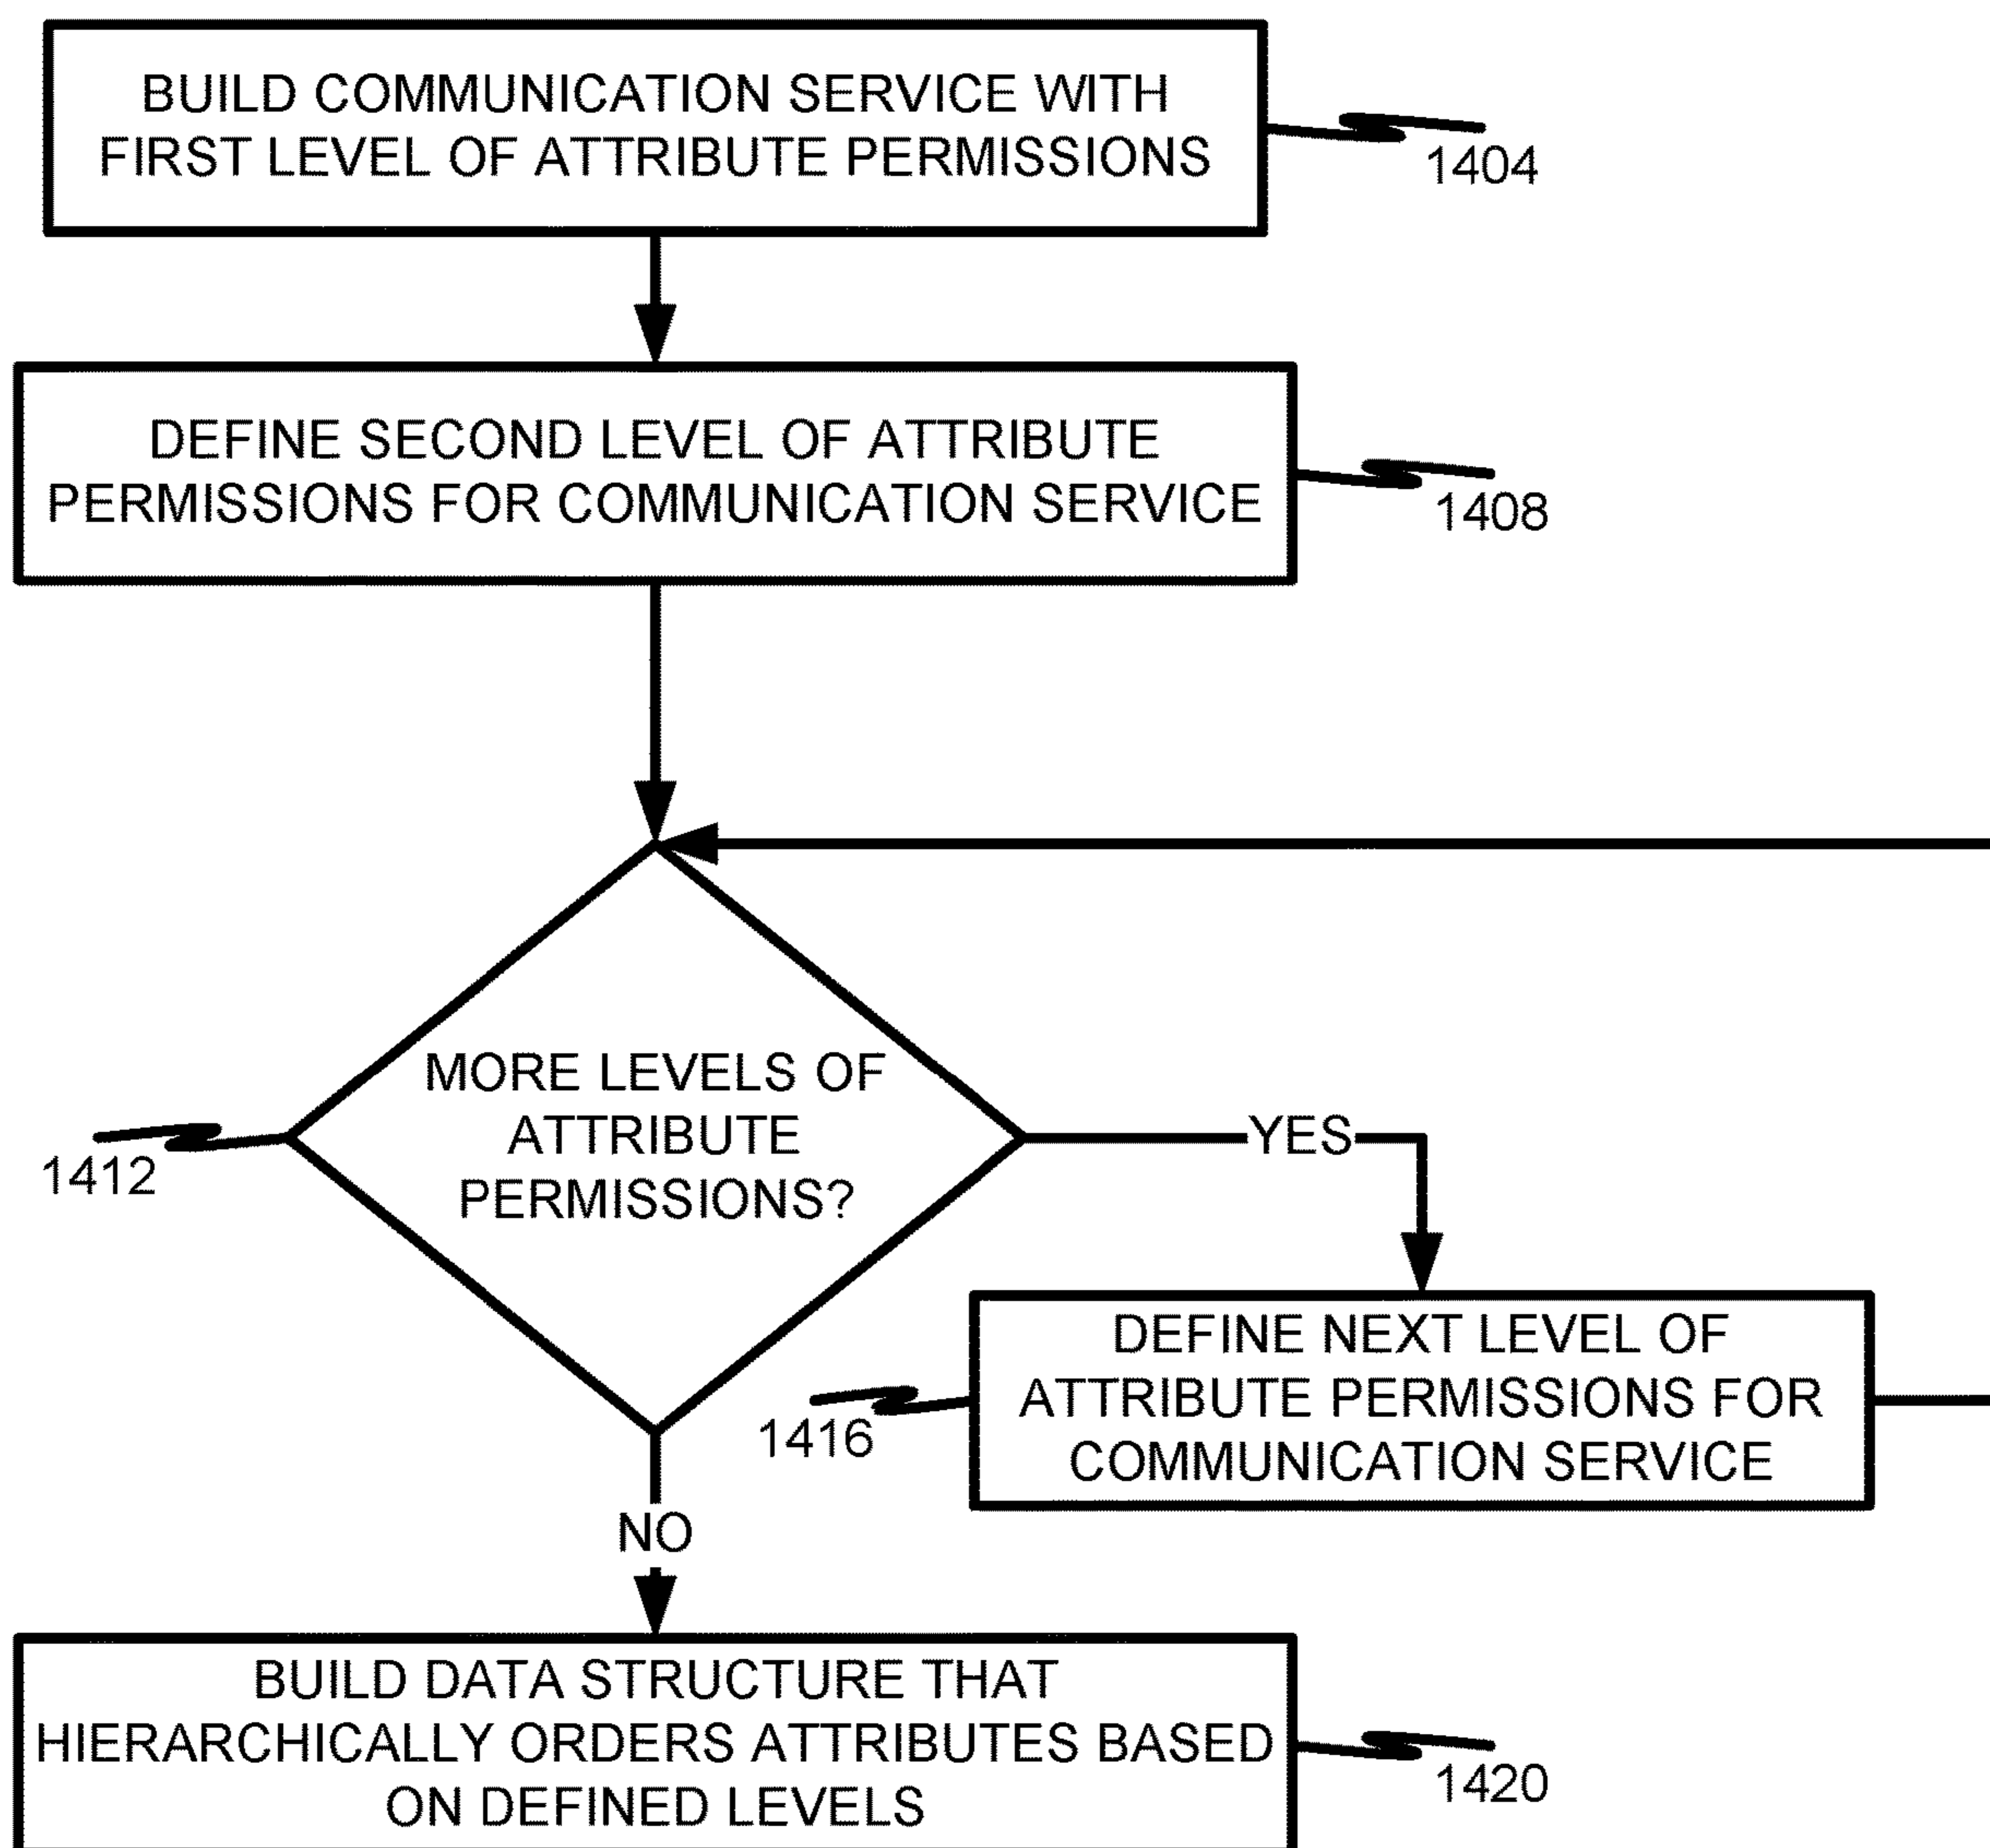 BUILD COMMUNICATION SERVICE WITH
FIRST LEVEL OF ATTRIBUTE PERMISSIONS
1404
DEFINE SECOND LEVEL OF ATTRIBUTE
PERMISSIONS FOR COMMUNICATION SERVICE
1408
MORE LEVELS OF
ATTRIBUTE
PERMISSIONS?
1412
YES
DEFINE NEXT LEVEL OF
ATTRIBUTE PERMISSIONS FOR
COMMUNICATION SERVICE
1416
NO
BUILD DATA STRUCTURE THAT
HIERARCHICALLY ORDERS ATTRIBUTES BASED
ON DEFINED LEVELS
1420